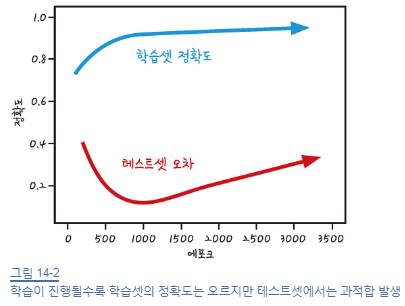 1.0
0.8
0.6
0.4
0.2
정확도
학습셋 정확도
테스트셋 오차
0 500 1000 1500 2000 2500 3000 3500
에포크
그림 14-2
학습이 진행될수록 학습셋의 정확도는 오르지만 테스트셋에서는 과적합 발생